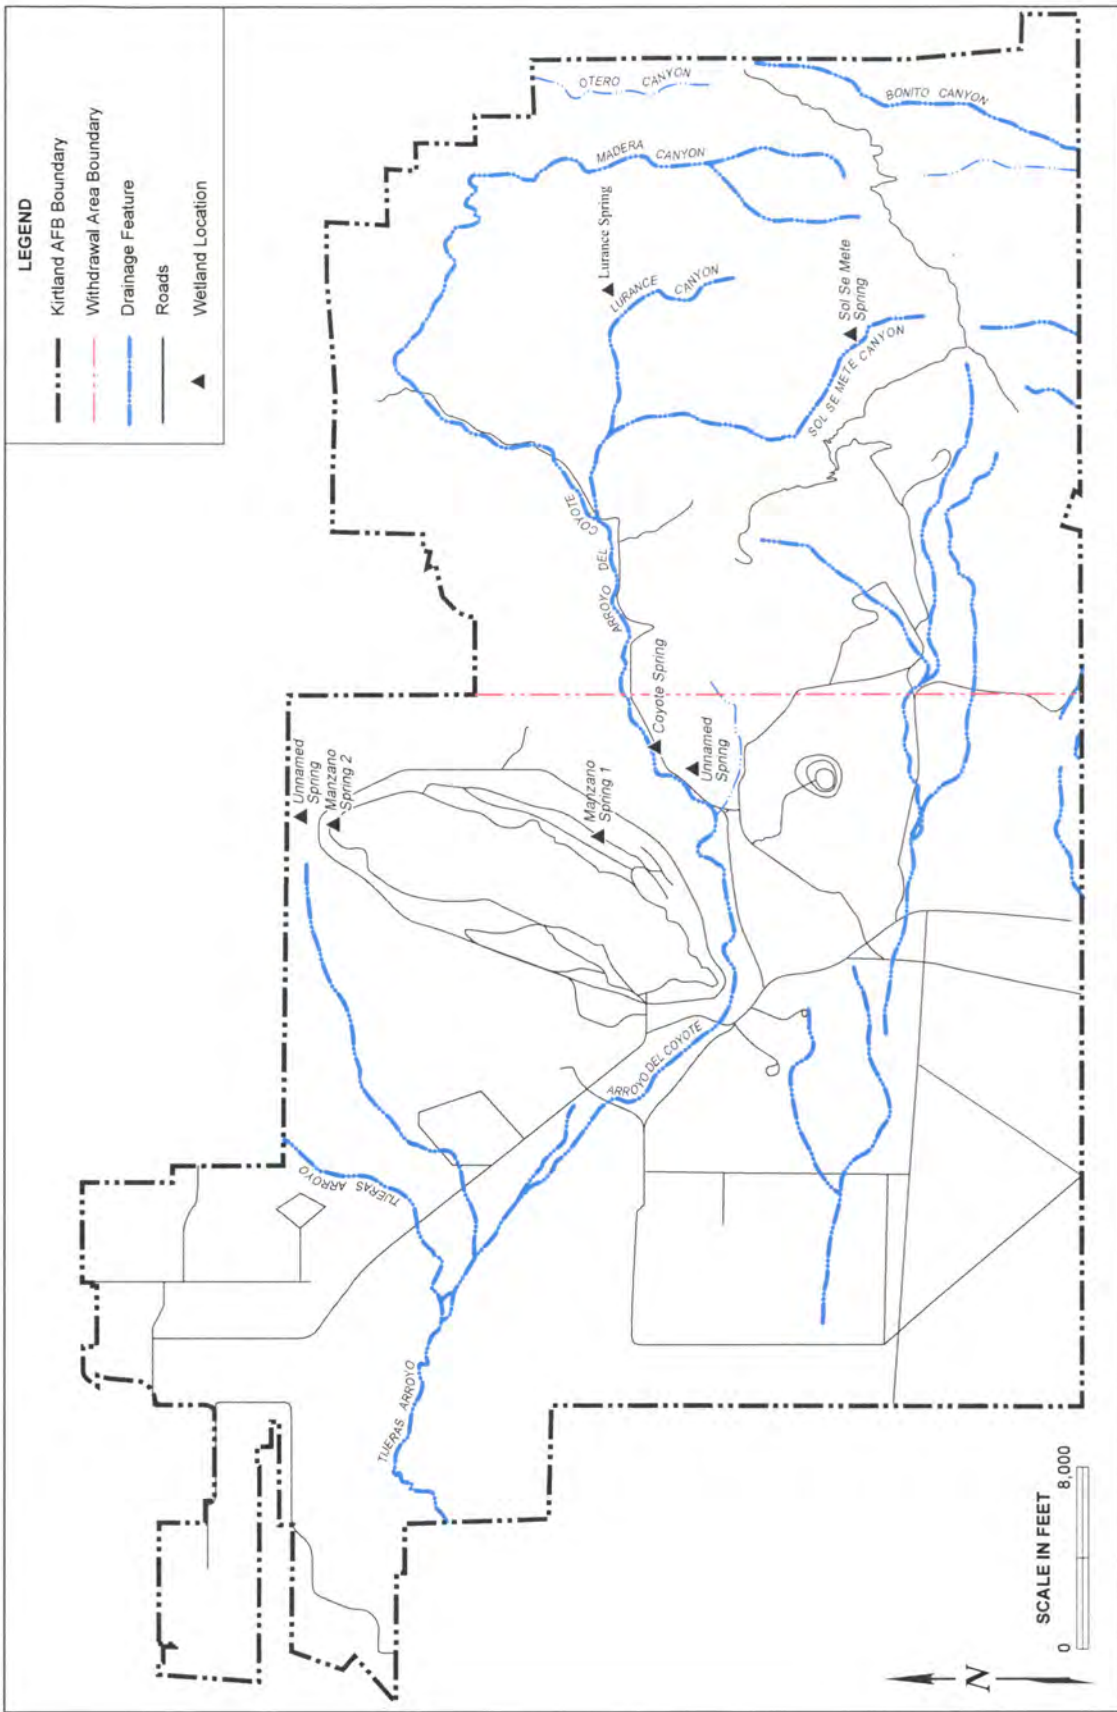 LEGEND
Kirtland AFB Boundary
Withdrawal Area Boundary
Drainage Feature
Roads
Wetland Location
OTERO CANYON
BONITO CANYON
MADERA
CANYON
Lurance Spring
LURANCE
CANYON
Sol Se Mete
Spring
SOL SE METE CANYON
ARROYO DEL COYOTE
Coyote Spring
Unnamed
Spring
Unnamed
Spring
Manzano
Spring 2
Manzano
Spring 1
ARROYO DEL COYOTE
TIJERAS ARROYO
TIJERAS ARROYO
SCALE IN FEET
0 8,000
N